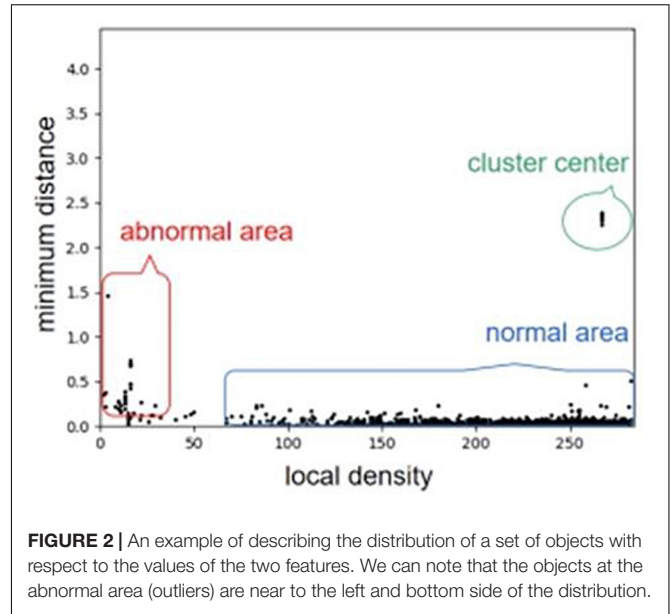 minimum distance
4.0
3.5
3.0
2.5
2.0
1.5
1.0
0.5
0.0
cluster center
abnormal area
normal area
0
50
100
150
200
250
local density
FIGURE 2 | An example of describing the distribution of a set of objects with
respect to the values of the two features. We can note that the objects at the
abnormal area (outliers) are near to the left and bottom side of the distribution.